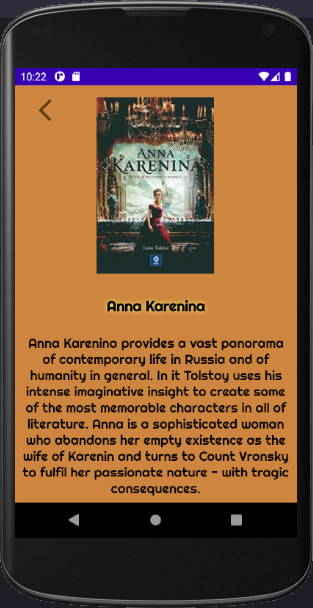 10:22
ANNA
KARENINA
León Tolstoi
Anna Karenina
Anna Karenina provides a vast panorama
of contemporary life in Russia and of
humanity in general. In it Tolstoy uses his
intense imaginative insight to create some
of the most memorable characters in all of
literature. Anna is a sophisticated woman
who abandons her empty existence as the
wife of Karenin and turns to Count Vronsky
to fulfil her passionate nature - with tragic
consequences.